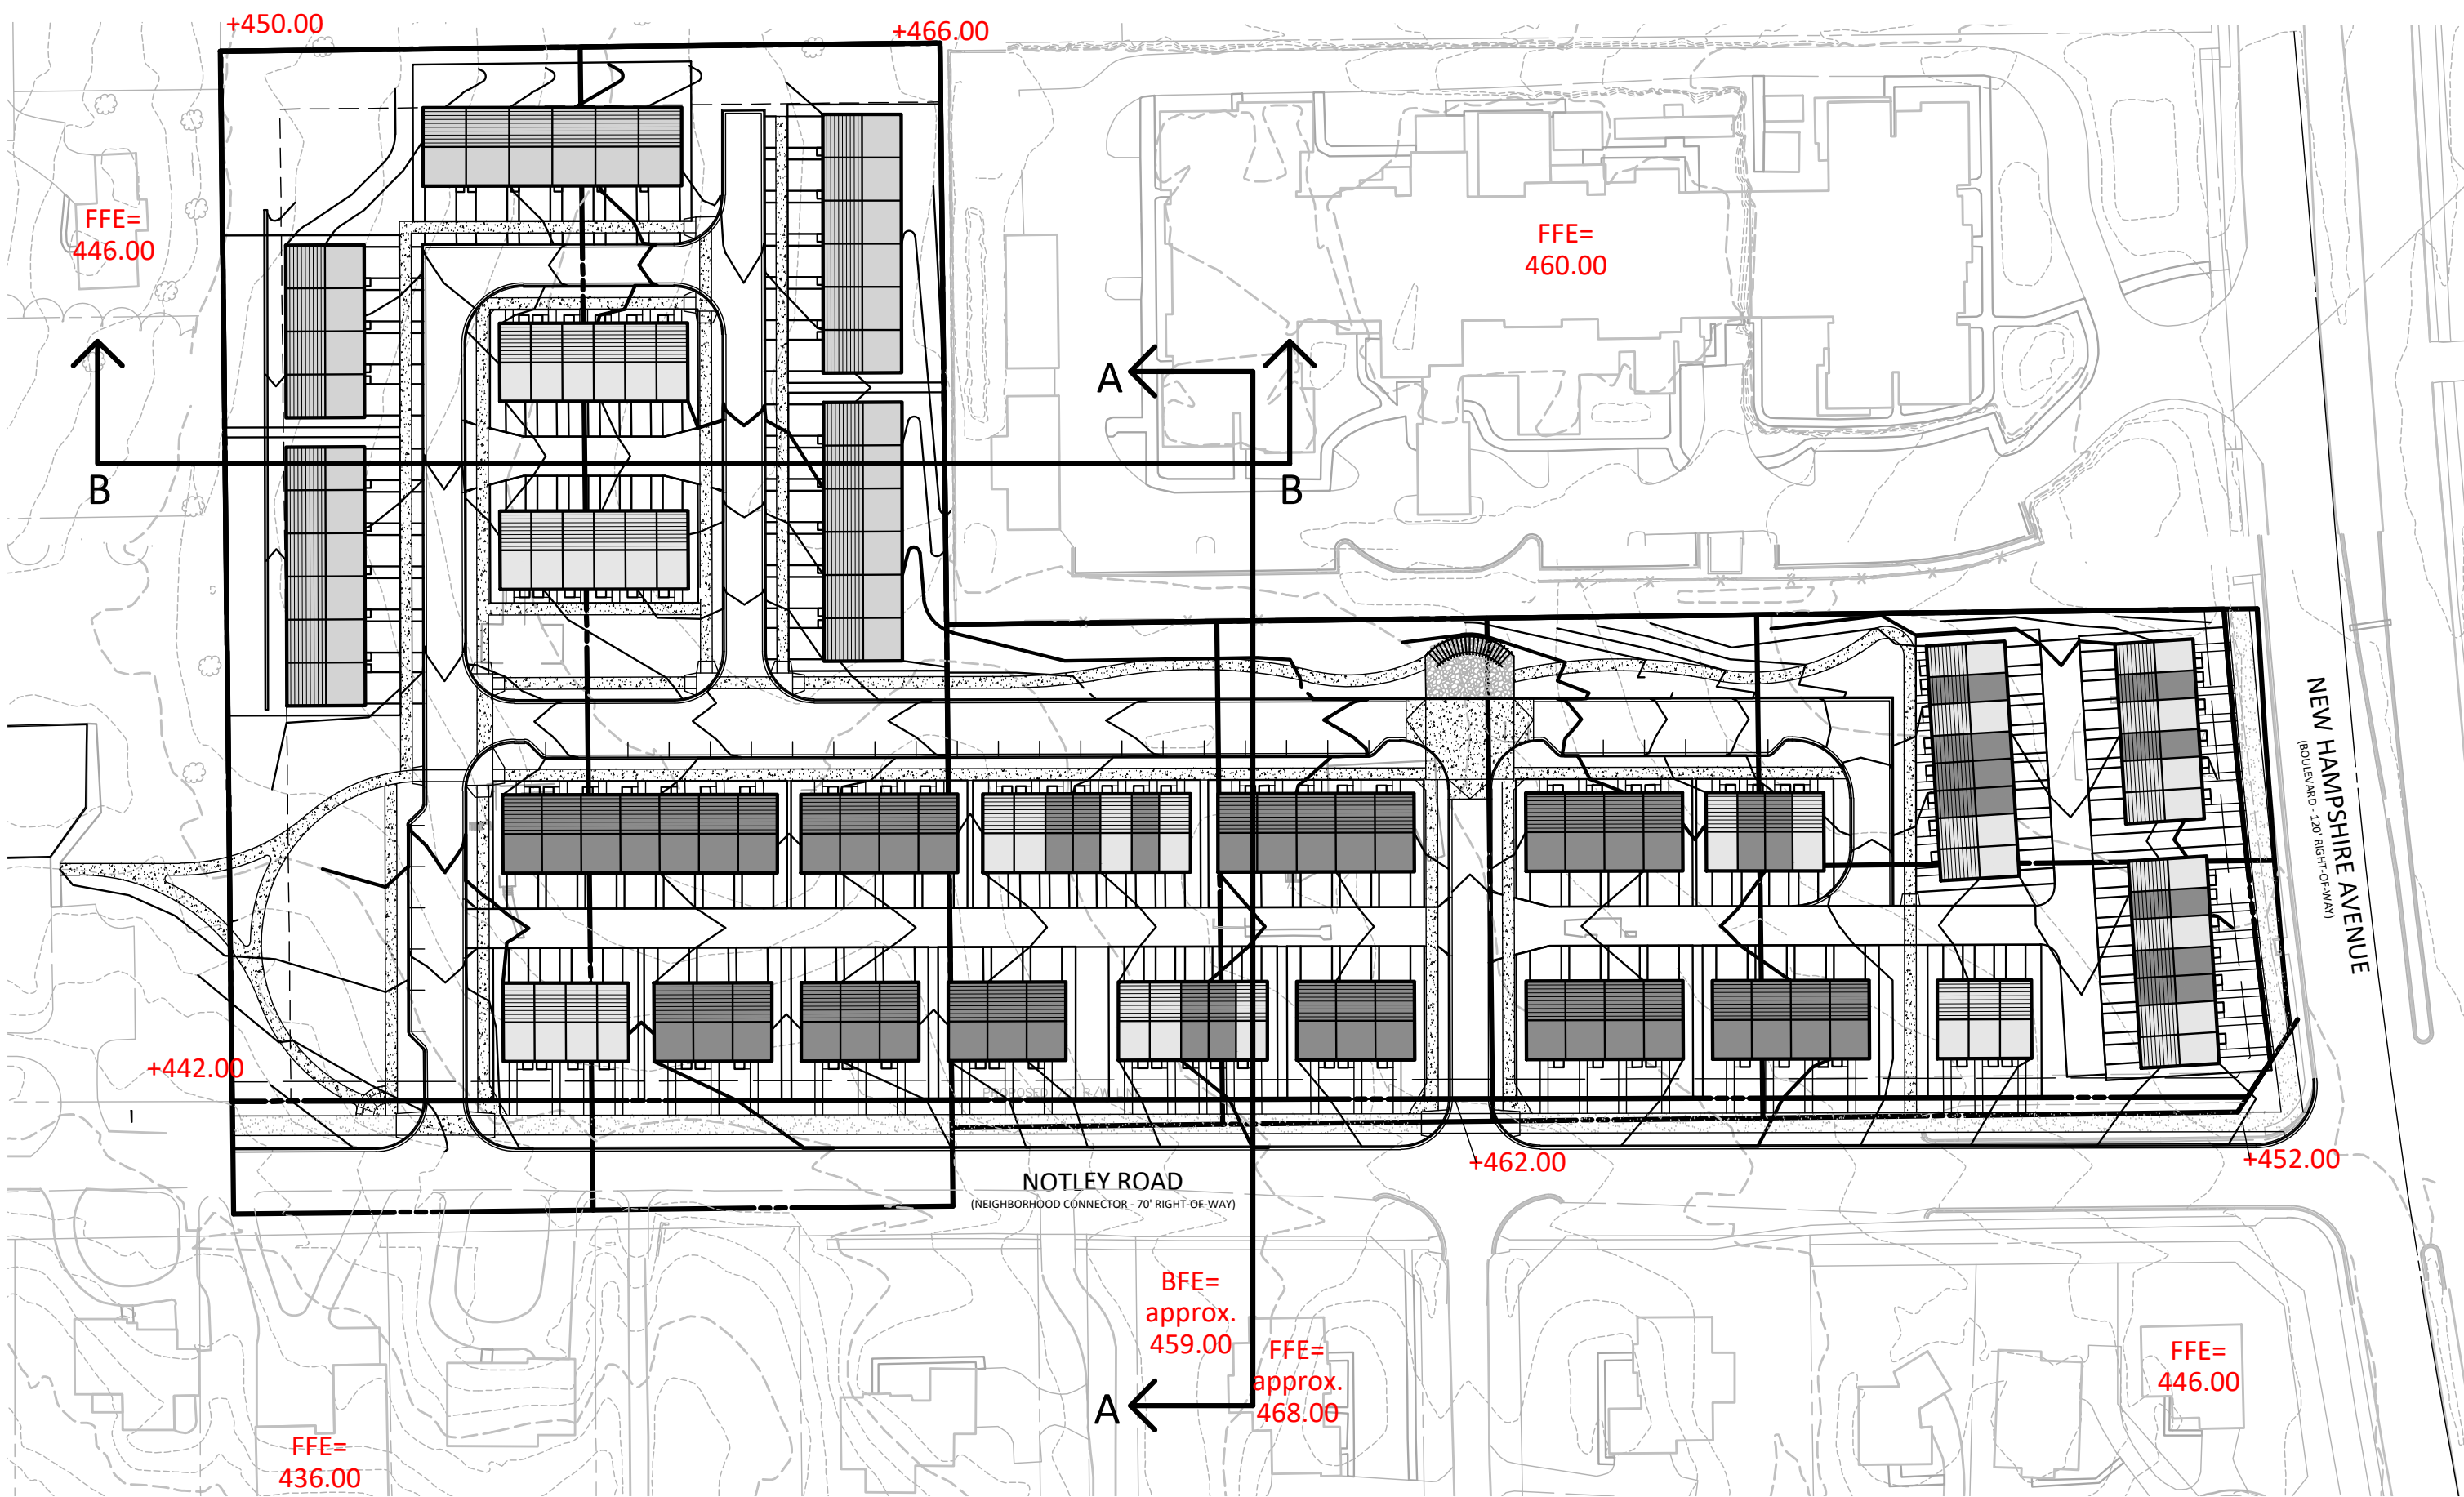 +450.00
+466.00
FFE=
446.00
FFE=
460.00
A
B
B
NEW HAMPSHIRE AVENUE
(BOULEVARD - 120' RIGHT-OF-WAY)
+442.00
+462.00
+452.00
NOTLEY ROAD
(NEIGHBORHOOD CONNECTOR - 70' RIGHT-OF-WAY)
BFE=
approx.
459.00
FFE=
approx.
468.00
A
FFE=
446.00
FFE=
436.00